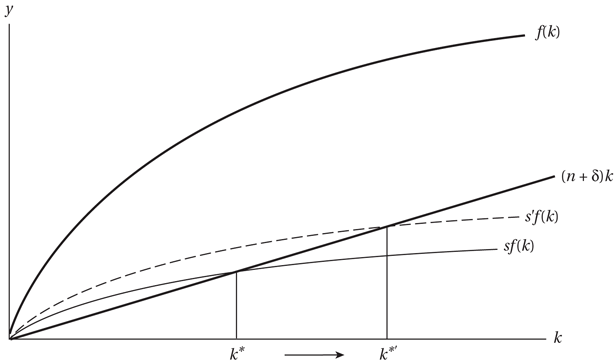 y
f(k)
(n + δ)k
s'f(k)
sf(k)
k
k*
k*'